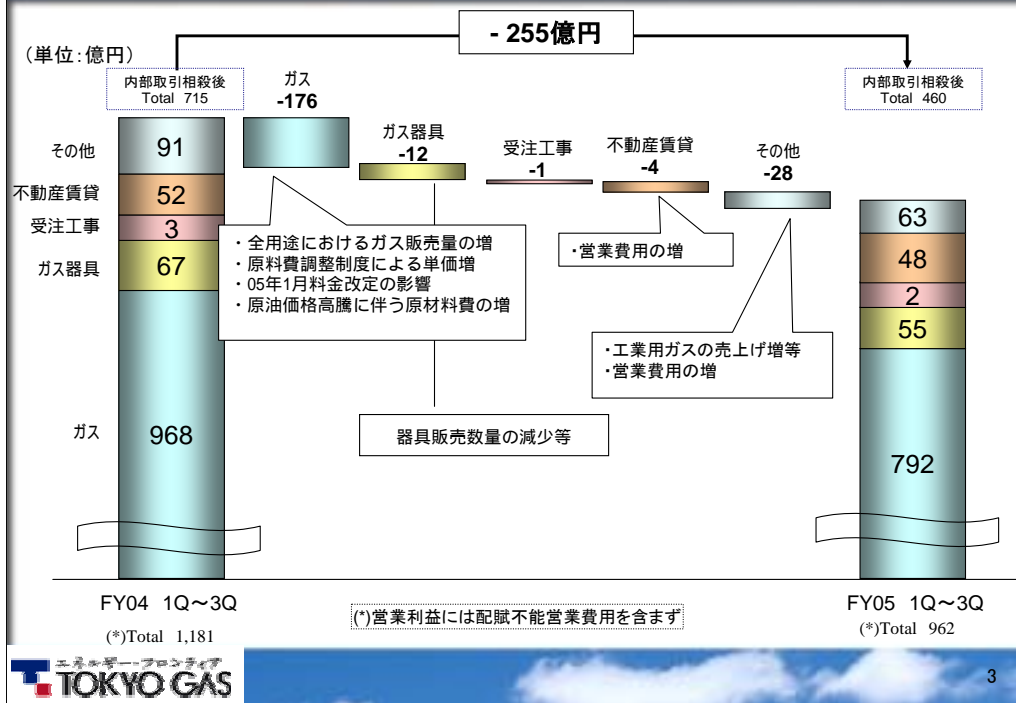 - 255億円
（単位：億円）
内部取引相殺後
Total 715
内部取引相殺後
Total 460
ガス
-176
ガス器具
-12
受注工事
-1
不動産賃貸
-4
その他
-28
その他
91
不動産賃貸
52
受注工事
3
ガス器具
67
ガス
968
・全用途におけるガス販売量の増
・原料費調整制度による単価増
・05年1月料金改定の影響
・原油価格高騰に伴う原材料費の増
・営業費用の増
・工業用ガスの売上げ増等
・営業費用の増
器具販売数量の減少等
63
48
2
55
792
FY04 1Q～3Q
(*)Total 1,181
(*)営業利益には配賦不能営業費用を含まず
FY05 1Q～3Q
(*)Total 962
エネルギー・フロンティア
TOKYO GAS
3